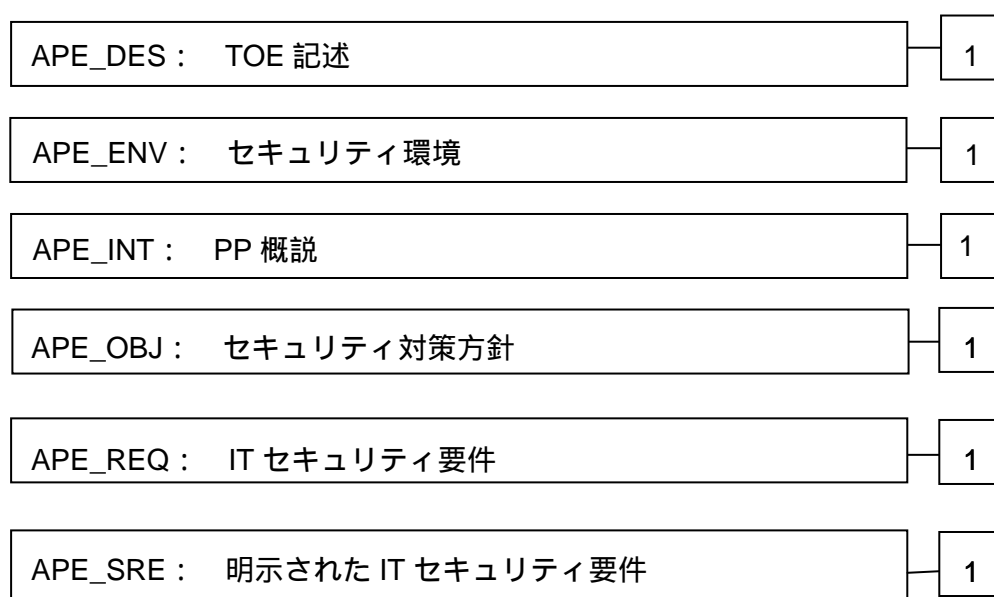 APE_DES： TOE 記述 1
APE_ENV： セキュリティ環境 1
APE_INT： PP 概説 1
APE_OBJ： セキュリティ対策方針 1
APE_REQ： IT セキュリティ要件 1
APE_SRE： 明示された IT セキュリティ要件 1